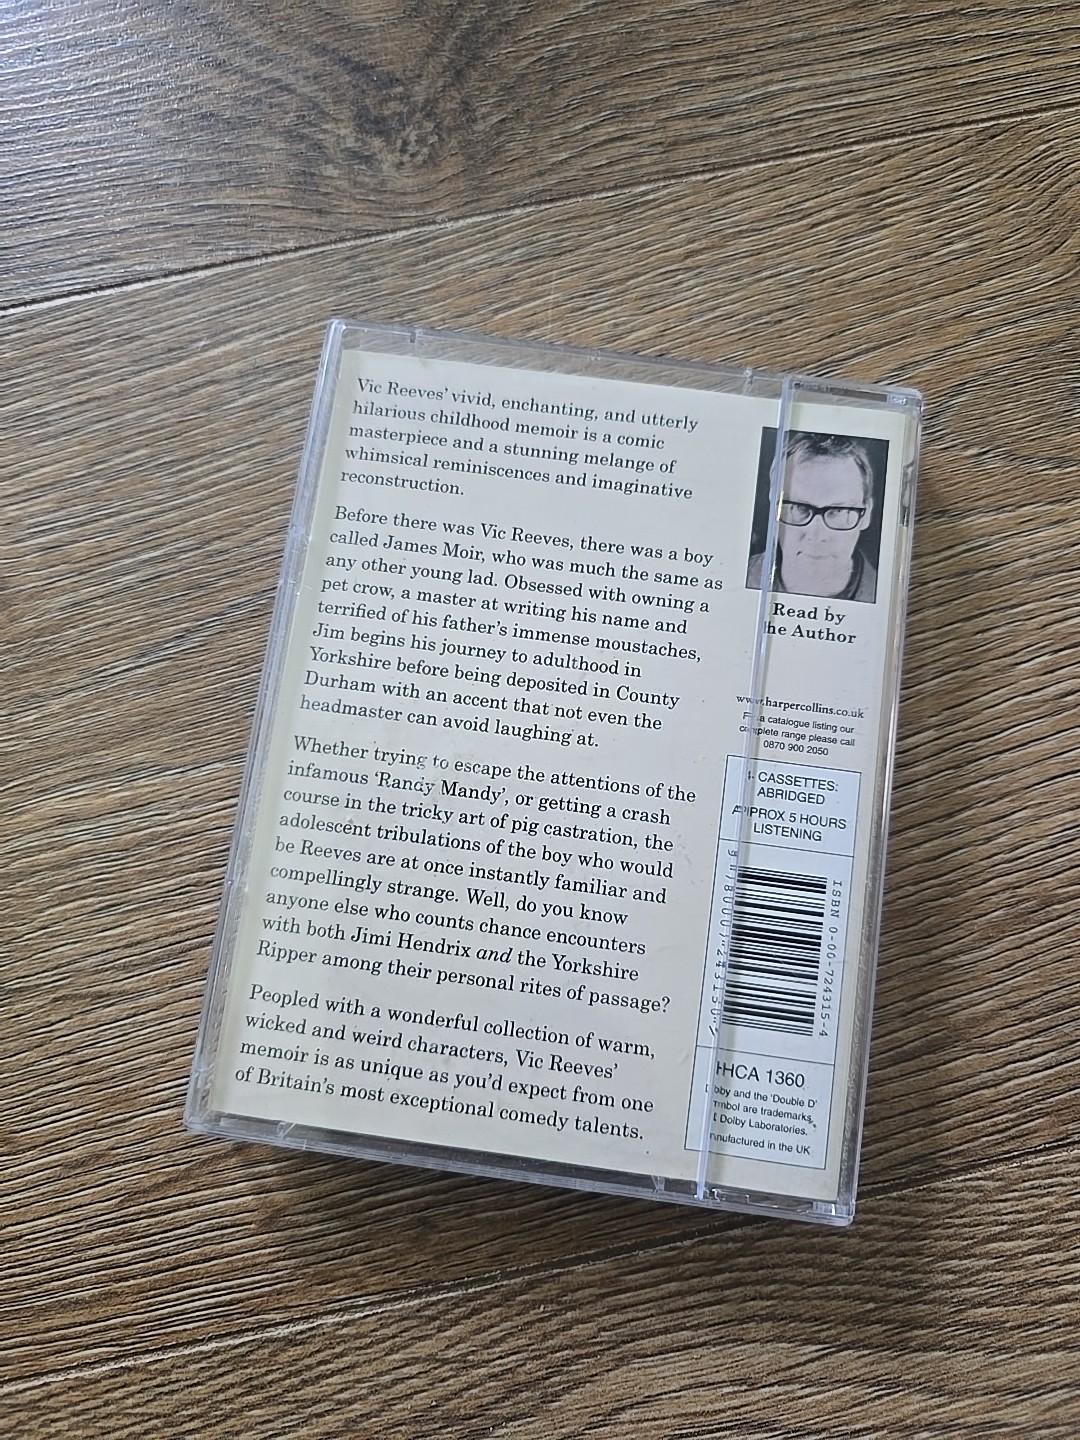 Vic Reeves' vivid, enchanting, and utterly
hilarious childhood memoir is a comic
masterpiece and a stunning melange of
whimsical reminiscences and imaginative
reconstruction.
Before there was Vic Reeves, there was a boy
called James Moir, who was much the same as
any other young lad. Obsessed with owning a
pet crow, a master at writing his name and
terrified of his father's immense moustaches,
Jim begins his journey to adulthood in
Yorkshire before being deposited in County
Durham with an accent that not even the
headmaster can avoid laughing at.
Whether trying to escape the attentions of the
infamous 'Randy Mandy', or getting a crash
course in the tricky art of pig castration, the
adolescent tribulations of the boy who would
be Reeves are at once instantly familiar and
compellingly strange. Well, do you know
anyone else who counts chance encounters
with both Jimi Hendrix and the Yorkshire
Ripper among their personal rites of passage?
Peopled with a wonderful collection of warm,
wicked and weird characters, Vic Reeves'
memoir is as unique as you'd expect from one
of Britain's most exceptional comedy talents.
Read by
the Author
www.harpercollins.co.uk
For a catalogue listing our
complete range please call
0870 900 2050
4 CASSETTES:
ABRIDGED
APPROX 5 HOURS
LISTENING
ISBN 0-00-724315-4
9 780007 243150
HCA 1360
Dolby and the 'Double D'
symbol are trademarks
Dolby Laboratories.
Manufactured in the UK